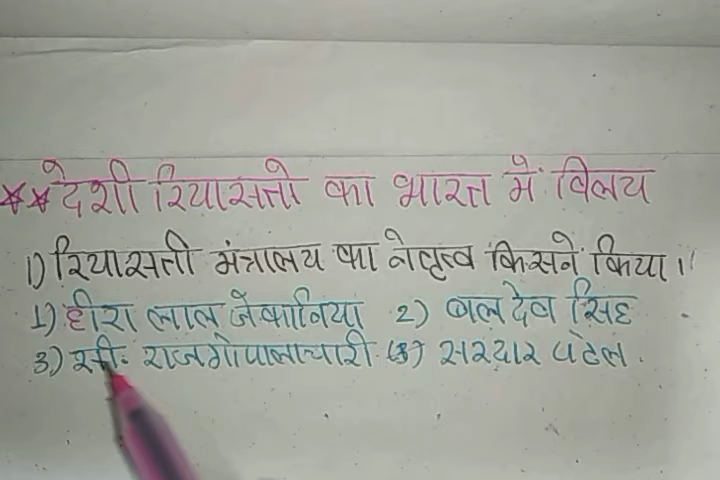 ** देशी रियासतो का भारत में विलय
1) रियासती मंत्रालय का नेतृत्व किसने किया।
1) हीरा लाल जेकानिया 2) बलदेव सिंह
3) सी. राजगोपालाचारी (4) सरदार पटेल.